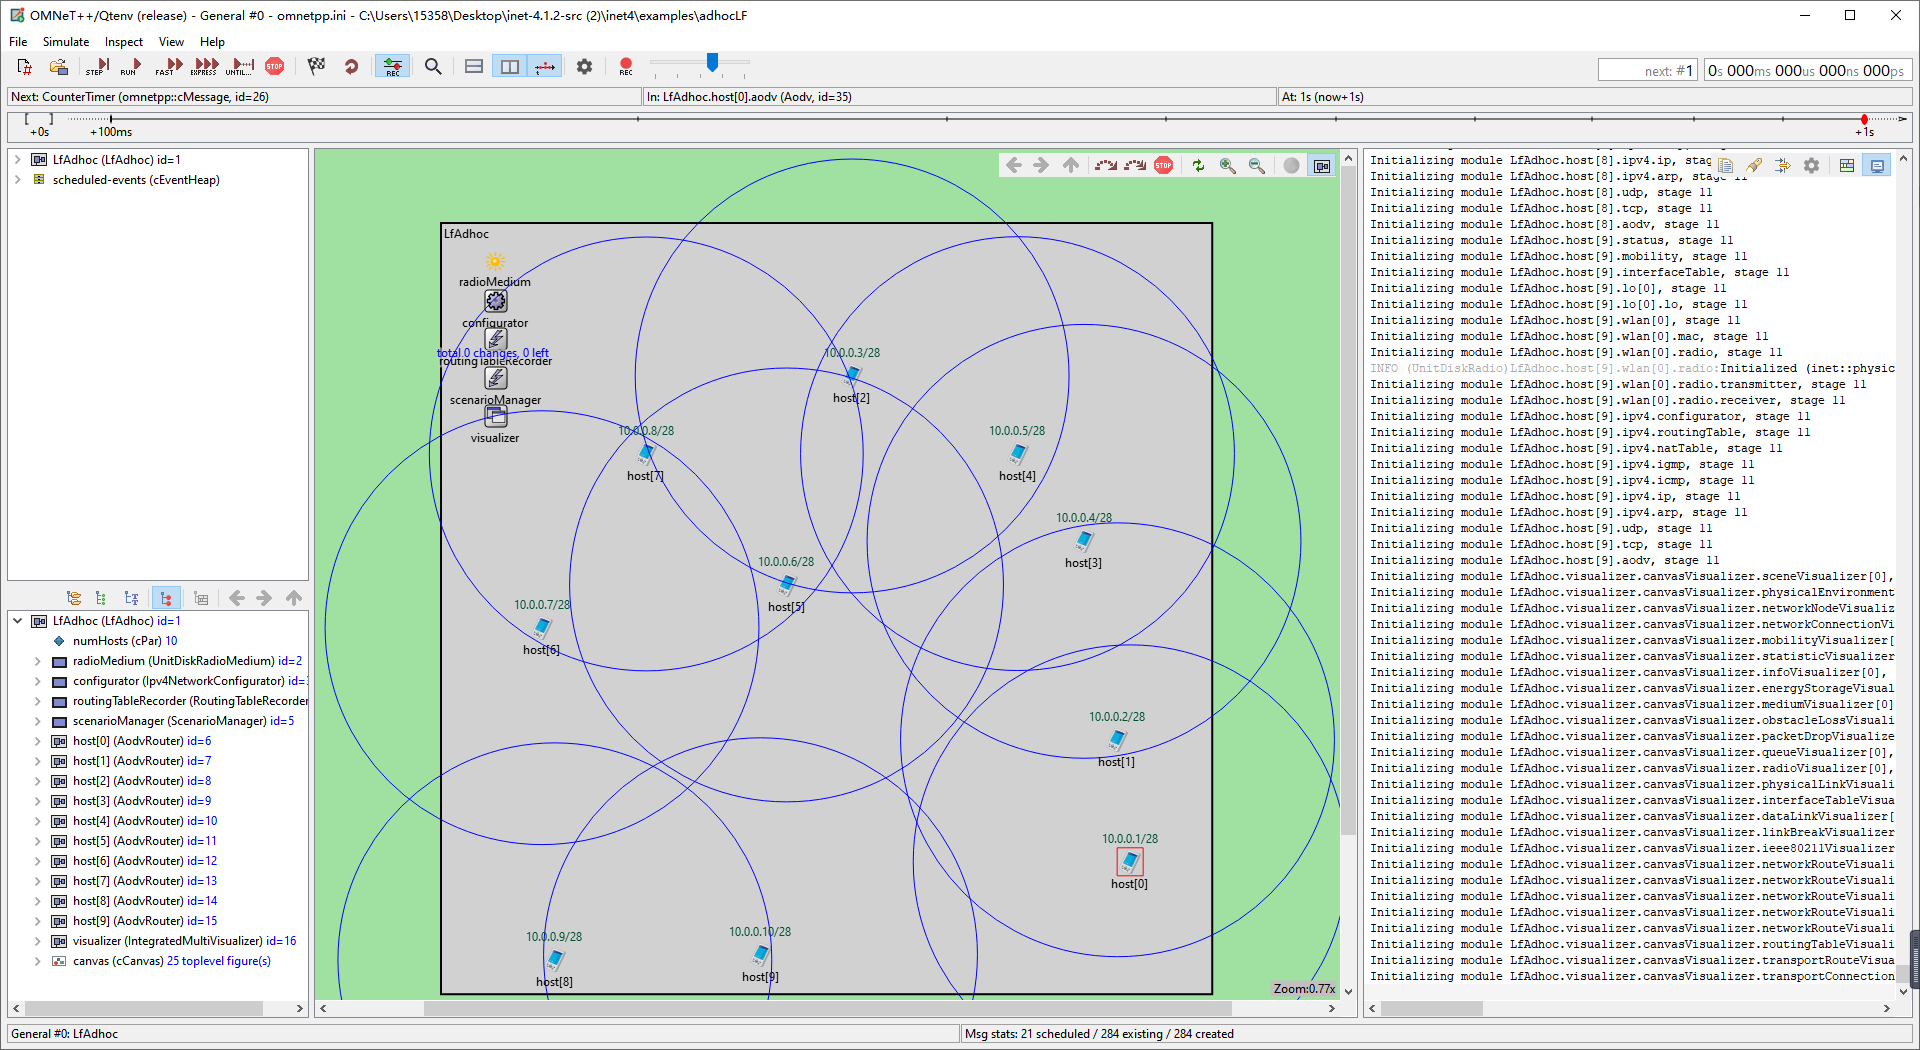 OMNeT++/Qtenv (release) - General #0 - omnetpp.ini - C:\Users\15358\Desktop\inet-4.1.2-src (2)\inet4\examples\adhocLF
File Simulate Inspect View Help
STEP RUN FAST EXPRESS UNTIL... STOP REC REC
next: #1 0s 000ms 000us 000ns 000ps
Next: CounterTimer (omnetpp::cMessage, id=26) In: LfAdhoc.host[0].aodv (Aodv, id=35) At: 1s (now+1s)
+0s +100ms +1s
LfAdhoc (LfAdhoc) id=1
scheduled-events (cEventHeap)
LfAdhoc (LfAdhoc) id=1
numHosts (cPar) 10
radioMedium (UnitDiskRadioMedium) id=2
configurator (Ipv4NetworkConfigurator) id=
routingTableRecorder (RoutingTableRecorder
scenarioManager (ScenarioManager) id=5
host[0] (AodvRouter) id=6
host[1] (AodvRouter) id=7
host[2] (AodvRouter) id=8
host[3] (AodvRouter) id=9
host[4] (AodvRouter) id=10
host[5] (AodvRouter) id=11
host[6] (AodvRouter) id=12
host[7] (AodvRouter) id=13
host[8] (AodvRouter) id=14
host[9] (AodvRouter) id=15
visualizer (IntegratedMultiVisualizer) id=16
canvas (cCanvas) 25 toplevel figure(s)
STOP
LfAdhoc
radioMedium
configurator
total 0 changes, 0 left
routingTableRecorder
scenarioManager
visualizer
10.0.0.3/28
host[2]
10.0.0.8/28
host[7]
10.0.0.5/28
host[4]
10.0.0.4/28
host[3]
10.0.0.6/28
host[5]
10.0.0.7/28
host[6]
10.0.0.2/28
host[1]
10.0.0.1/28
host[0]
10.0.0.9/28
host[8]
10.0.0.10/28
host[9]
Zoom:0.77x
Initializing module LfAdhoc.host[8].ipv4.ip, stag
Initializing module LfAdhoc.host[8].ipv4.arp, stage 11
Initializing module LfAdhoc.host[8].udp, stage 11
Initializing module LfAdhoc.host[8].tcp, stage 11
Initializing module LfAdhoc.host[8].aodv, stage 11
Initializing module LfAdhoc.host[9].status, stage 11
Initializing module LfAdhoc.host[9].mobility, stage 11
Initializing module LfAdhoc.host[9].interfaceTable, stage 11
Initializing module LfAdhoc.host[9].lo[0], stage 11
Initializing module LfAdhoc.host[9].lo[0].lo, stage 11
Initializing module LfAdhoc.host[9].wlan[0], stage 11
Initializing module LfAdhoc.host[9].wlan[0].mac, stage 11
Initializing module LfAdhoc.host[9].wlan[0].radio, stage 11
INFO (UnitDiskRadio)LfAdhoc.host[9].wlan[0].radio:Initialized (inet::physic
Initializing module LfAdhoc.host[9].wlan[0].radio.transmitter, stage 11
Initializing module LfAdhoc.host[9].wlan[0].radio.receiver, stage 11
Initializing module LfAdhoc.host[9].ipv4.configurator, stage 11
Initializing module LfAdhoc.host[9].ipv4.routingTable, stage 11
Initializing module LfAdhoc.host[9].ipv4.natTable, stage 11
Initializing module LfAdhoc.host[9].ipv4.igmp, stage 11
Initializing module LfAdhoc.host[9].ipv4.icmp, stage 11
Initializing module LfAdhoc.host[9].ipv4.ip, stage 11
Initializing module LfAdhoc.host[9].ipv4.arp, stage 11
Initializing module LfAdhoc.host[9].udp, stage 11
Initializing module LfAdhoc.host[9].tcp, stage 11
Initializing module LfAdhoc.host[9].aodv, stage 11
Initializing module LfAdhoc.visualizer.canvasVisualizer.sceneVisualizer[0],
Initializing module LfAdhoc.visualizer.canvasVisualizer.physicalEnvironment
Initializing module LfAdhoc.visualizer.canvasVisualizer.networkNodeVisualiz
Initializing module LfAdhoc.visualizer.canvasVisualizer.networkConnectionVi
Initializing module LfAdhoc.visualizer.canvasVisualizer.mobilityVisualizer[
Initializing module LfAdhoc.visualizer.canvasVisualizer.statisticVisualizer
Initializing module LfAdhoc.visualizer.canvasVisualizer.infoVisualizer[0],
Initializing module LfAdhoc.visualizer.canvasVisualizer.energyStorageVisual
Initializing module LfAdhoc.visualizer.canvasVisualizer.mediumVisualizer[0]
Initializing module LfAdhoc.visualizer.canvasVisualizer.obstacleLossVisuali
Initializing module LfAdhoc.visualizer.canvasVisualizer.packetDropVisualize
Initializing module LfAdhoc.visualizer.canvasVisualizer.queueVisualizer[0],
Initializing module LfAdhoc.visualizer.canvasVisualizer.radioVisualizer[0],
Initializing module LfAdhoc.visualizer.canvasVisualizer.physicalLinkVisuali
Initializing module LfAdhoc.visualizer.canvasVisualizer.interfaceTableVisua
Initializing module LfAdhoc.visualizer.canvasVisualizer.dataLinkVisualizer[
Initializing module LfAdhoc.visualizer.canvasVisualizer.linkBreakVisualizer
Initializing module LfAdhoc.visualizer.canvasVisualizer.ieee80211Visualizer
Initializing module LfAdhoc.visualizer.canvasVisualizer.networkRouteVisuali
Initializing module LfAdhoc.visualizer.canvasVisualizer.networkRouteVisuali
Initializing module LfAdhoc.visualizer.canvasVisualizer.networkRouteVisuali
Initializing module LfAdhoc.visualizer.canvasVisualizer.networkRouteVisuali
Initializing module LfAdhoc.visualizer.canvasVisualizer.networkRouteVisuali
Initializing module LfAdhoc.visualizer.canvasVisualizer.routingTableVisuali
Initializing module LfAdhoc.visualizer.canvasVisualizer.transportRouteVisua
Initializing module LfAdhoc.visualizer.canvasVisualizer.transportConnection
General #0: LfAdhoc Msg stats: 21 scheduled / 284 existing / 284 created